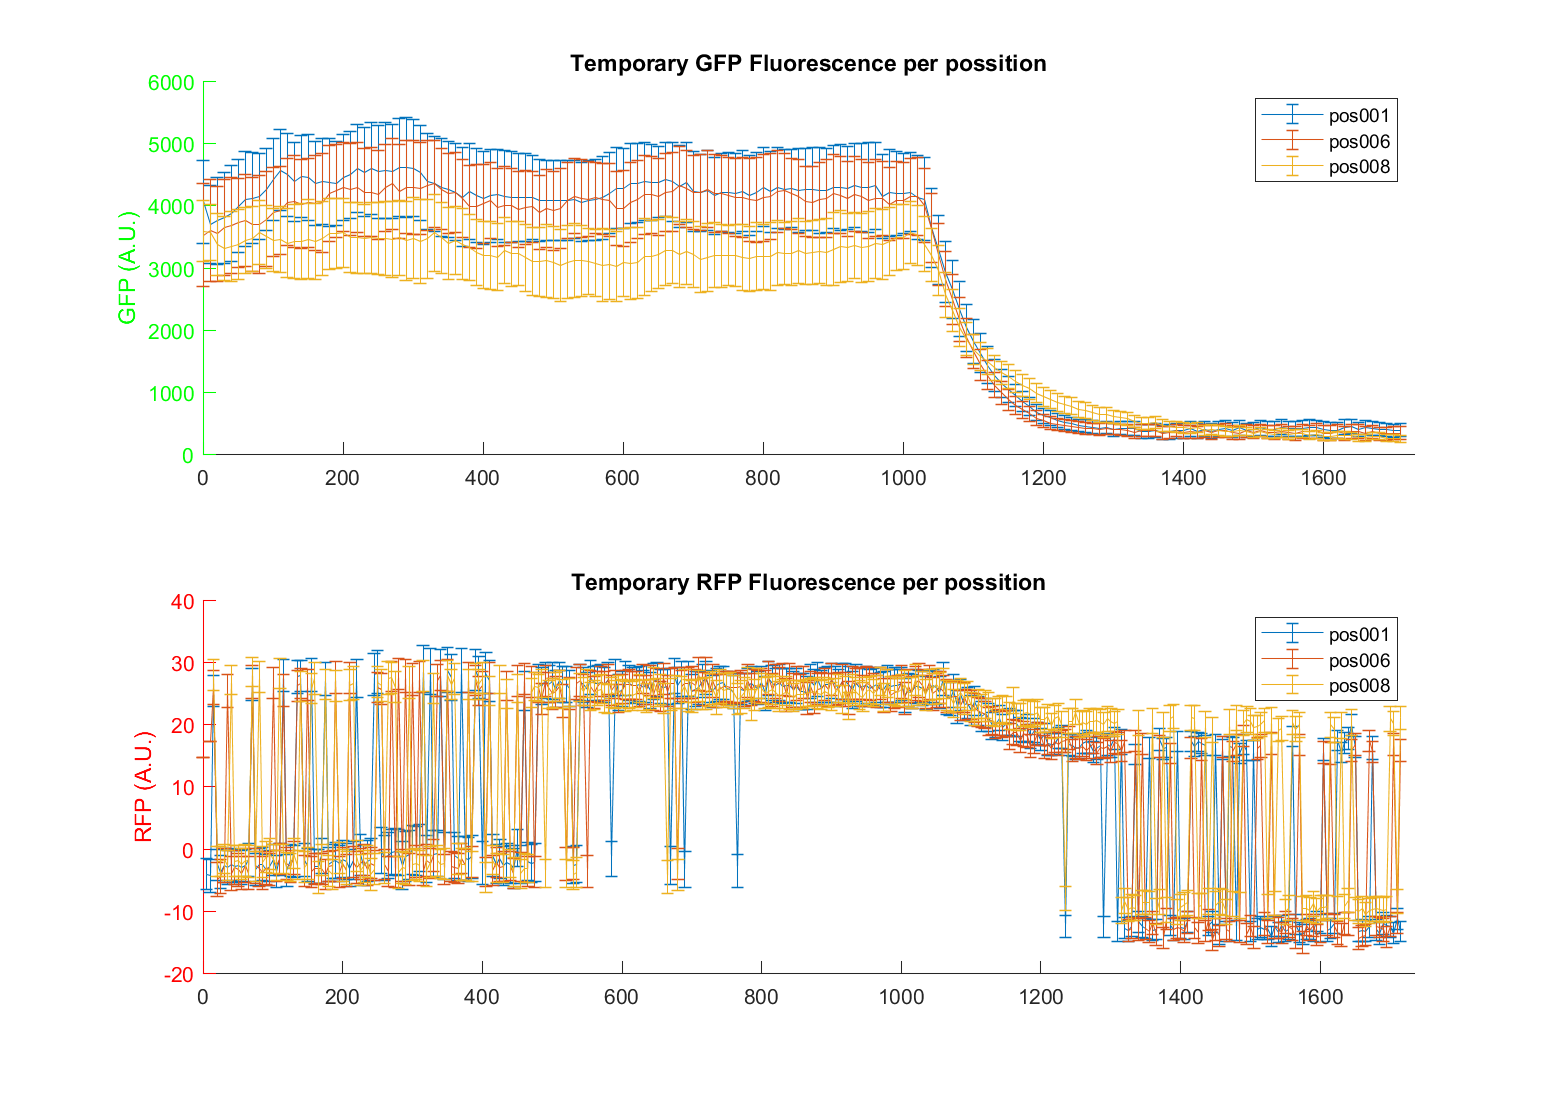 Temporary GFP Fluorescence per possition
GFP (A.U.)
6000
5000
4000
3000
2000
1000
0
0 200 400 600 800 1000 1200 1400 1600
pos001
pos006
pos008
Temporary RFP Fluorescence per possition
RFP (A.U.)
40
30
20
10
0
-10
-20
0 200 400 600 800 1000 1200 1400 1600
pos001
pos006
pos008